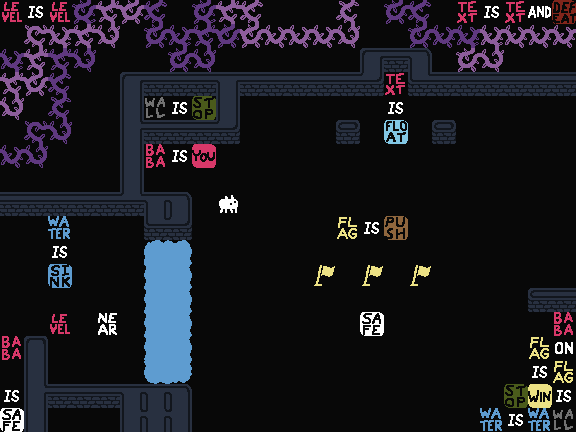 LEVEL IS LEVEL TEXT IS TEXT AND DEFEAT
TEXT
WALL IS STOP IS
FLOAT
BABA IS YOU
WATER FLAG IS PUSH
IS
SINK
LEVEL NEAR SAFE BABA
BABA FLAG ON
IS FLAG
IS STOP WIN IS
SAFE WATER IS WATER WALL